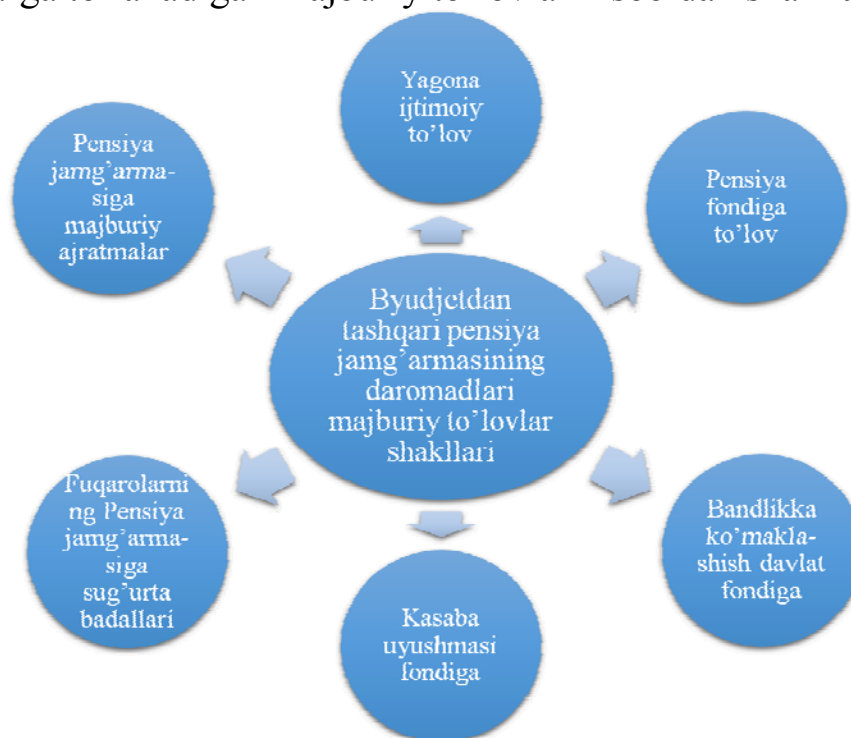 Yagona
ijtimoiy
to’lov
Pensiya
fondiga
to’lov
Bandlikka
ko’makla-
shish davlat
fondiga
Kasaba
uyushmasi
fondiga
Fuqarolarni
ng Pensiya
jamg’arma-
siga
sug’urta
badallari
Pensiya
jamg’arma-
siga
majburiy
ajratmalar
Byudjetdan
tashqari pensiya
jamg’armasining
daromadlari
majburiy to’lovlar
shakllari